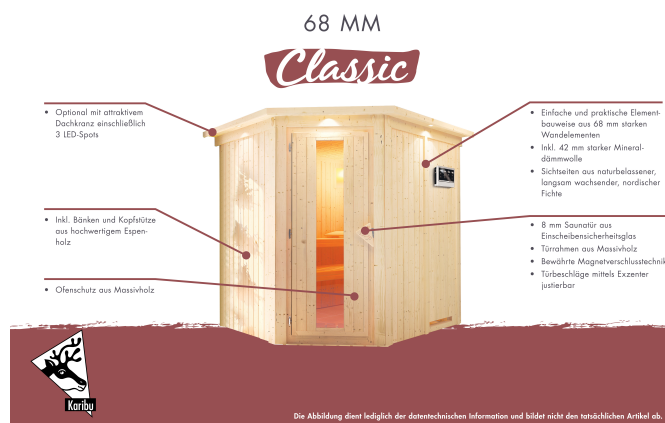 68 MM
Classic
• Optional mit attraktivem
Dachkranz einschließlich
3 LED-Spots
• Inkl. Bänken und Kopfstütze
aus hochwertigem Espen-
holz
• Ofenschutz aus Massivholz
• Einfache und praktische Element-
bauweise aus 68 mm starken
Wandelementen
• Inkl. 42 mm starker Mineral-
dämmwolle
• Sichtseiten aus naturbelassener,
langsam wachsender, nordischer
Fichte
• 8 mm Saunatür aus
Einscheibensicherheitsglas
• Türrahmen aus Massivholz
• Bewährte Magnetverschlusstechnik
• Türbeschläge mittels Exzenter
justierbar
Karibu
Die Abbildung dient lediglich der datentechnischen Information und bildet nicht den tatsächlichen Artikel ab.